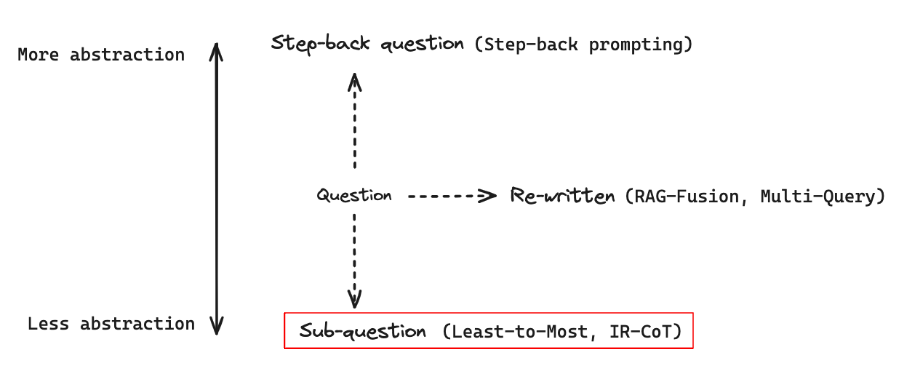 More abstraction
Step-back question (Step-back prompting)
Question
Re-written (RAG-Fusion, Multi-Query)
Less abstraction
Sub-question (Least-to-Most, IR-CoT)